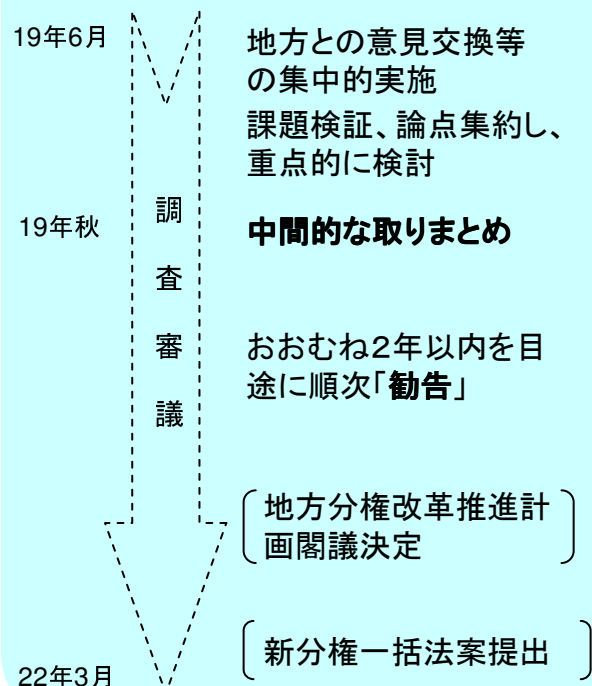 19年6月
地方との意見交換等
の集中的実施
課題検証、論点集約し、
重点的に検討
19年秋
中間的な取りまとめ
調査審議
おおむね2年以内を目
途に順次「勧告」
地方分権改革推進計
画閣議決定
新分権一括法案提出
22年3月